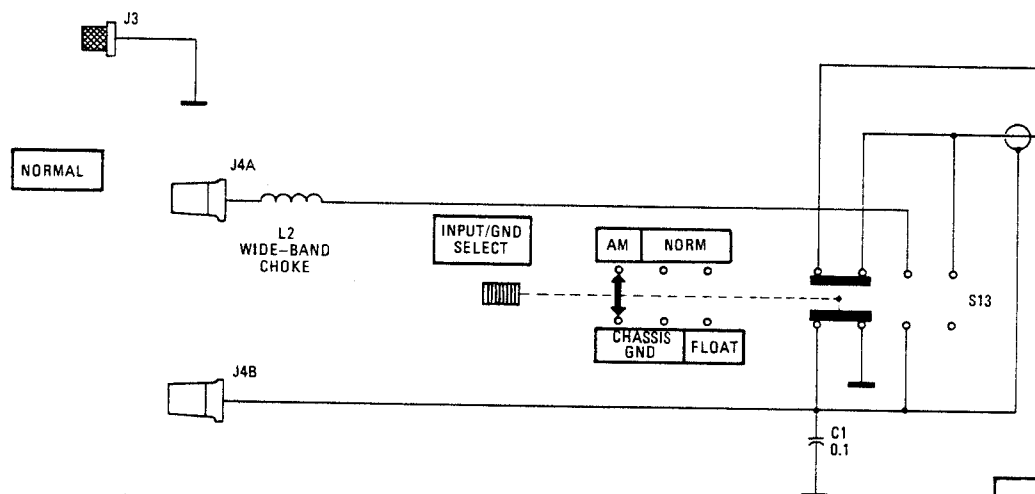 J3
NORMAL
J4A
L2
WIDE-BAND
CHOKE
INPUT/GND
SELECT
AM NORM
S13
CHASSIS
GND
FLOAT
J4B
C1
0.1